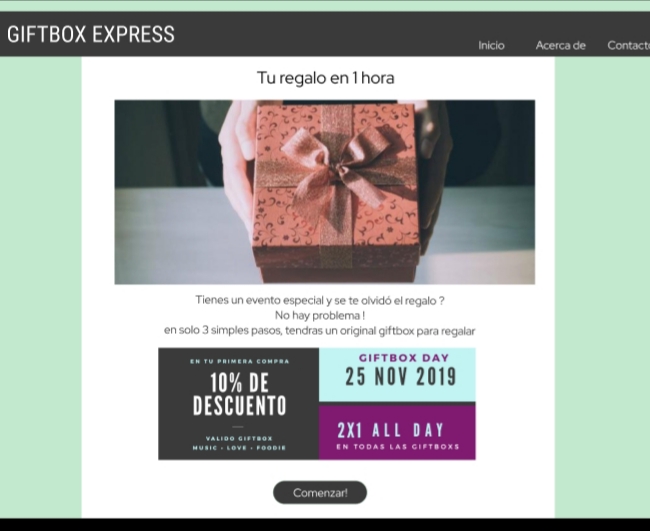 GIFTBOX EXPRESS
Inicio Acerca de Contacto
Tu regalo en 1 hora
Tienes un evento especial y se te olvidó el regalo ?
No hay problema !
en solo 3 simples pasos, tendras un original giftbox para regalar
EN TU PRIMERA COMPRA
10% DE
DESCUENTO
VALIDO GIFTBOX
MUSIC - LOVE - FOODIE
GIFTBOX DAY
25 NOV 2019
2X1 ALL DAY
EN TODAS LAS GIFTBOXS
Comenzar!